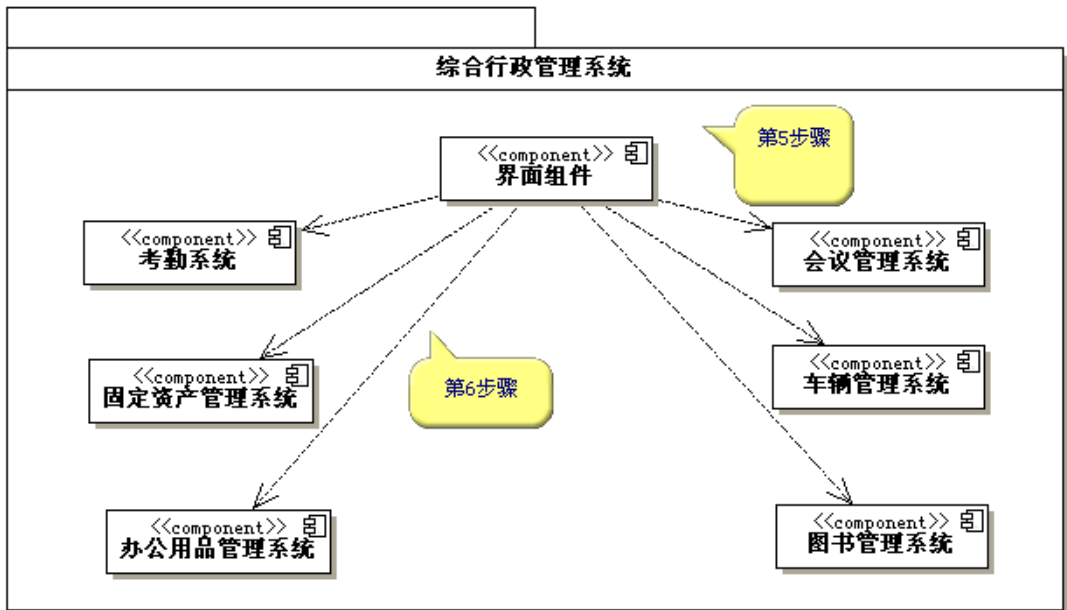 综合行政管理系统
<<component>>
界面组件
第5步骤
<<component>>
考勤系统
<<component>>
会议管理系统
<<component>>
固定资产管理系统
第6步骤
<<component>>
车辆管理系统
<<component>>
办公用品管理系统
<<component>>
图书管理系统